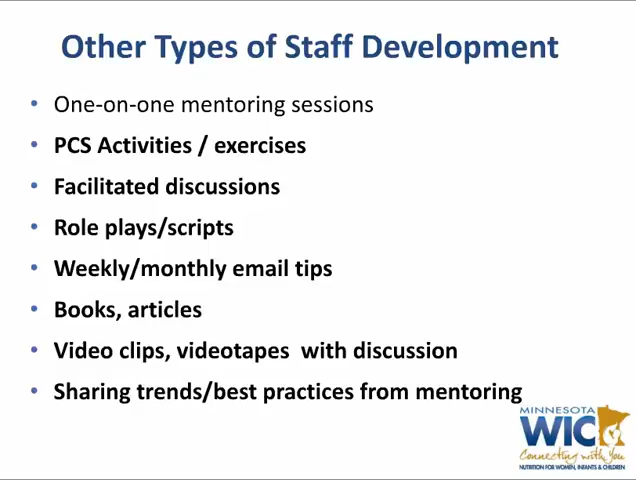 Other Types of Staff Development
• One-on-one mentoring sessions
• PCS Activities / exercises
• Facilitated discussions
• Role plays/scripts
• Weekly/monthly email tips
• Books, articles
• Video clips, videotapes  with discussion
• Sharing trends/best practices from mentoring
MINNESOTA
WIC
Connecting with You
NUTRITION FOR WOMEN, INFANTS & CHILDREN